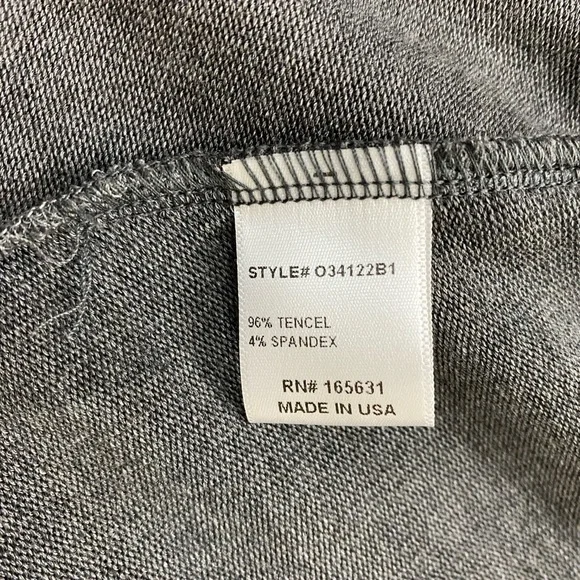 STYLE# O34122B1
96% TENCEL
4% SPANDEX
RN# 165631
MADE IN USA